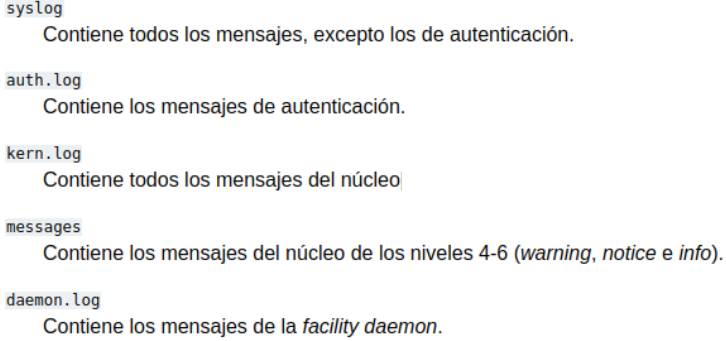 syslog
Contiene todos los mensajes, excepto los de autenticación.
auth.log
Contiene los mensajes de autenticación.
kern.log
Contiene todos los mensajes del núcleo
messages
Contiene los mensajes del núcleo de los niveles 4-6 (warning, notice e info).
daemon.log
Contiene los mensajes de la facility daemon.